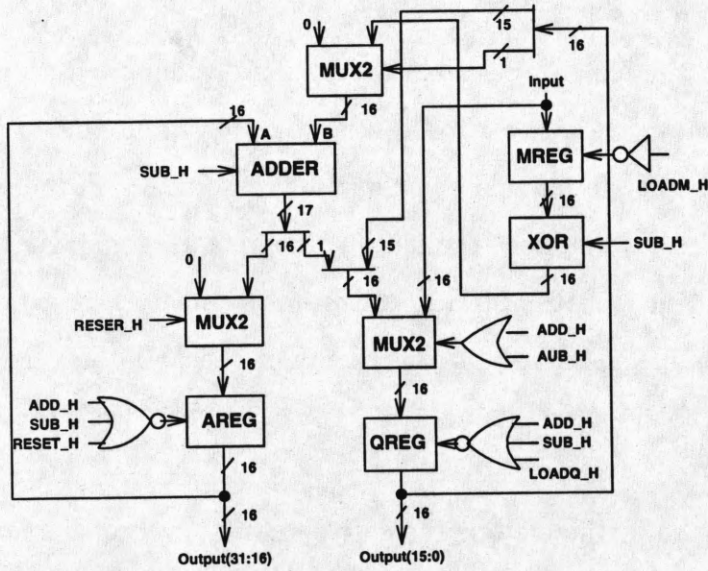 15
0
16
1
MUX2
Input
16
16
A
B
MREG
SUB_H
ADDER
LOADM_H
17
16
XOR
SUB_H
16
1
15
16
0
16
16
MUX2
RESER_H
MUX2
ADD_H
AUB_H
16
16
ADD_H
SUB_H
RESET_H
AREG
QREG
ADD_H
SUB_H
LOADQ_H
16
16
16
Output(31:16)
Output(15:0)